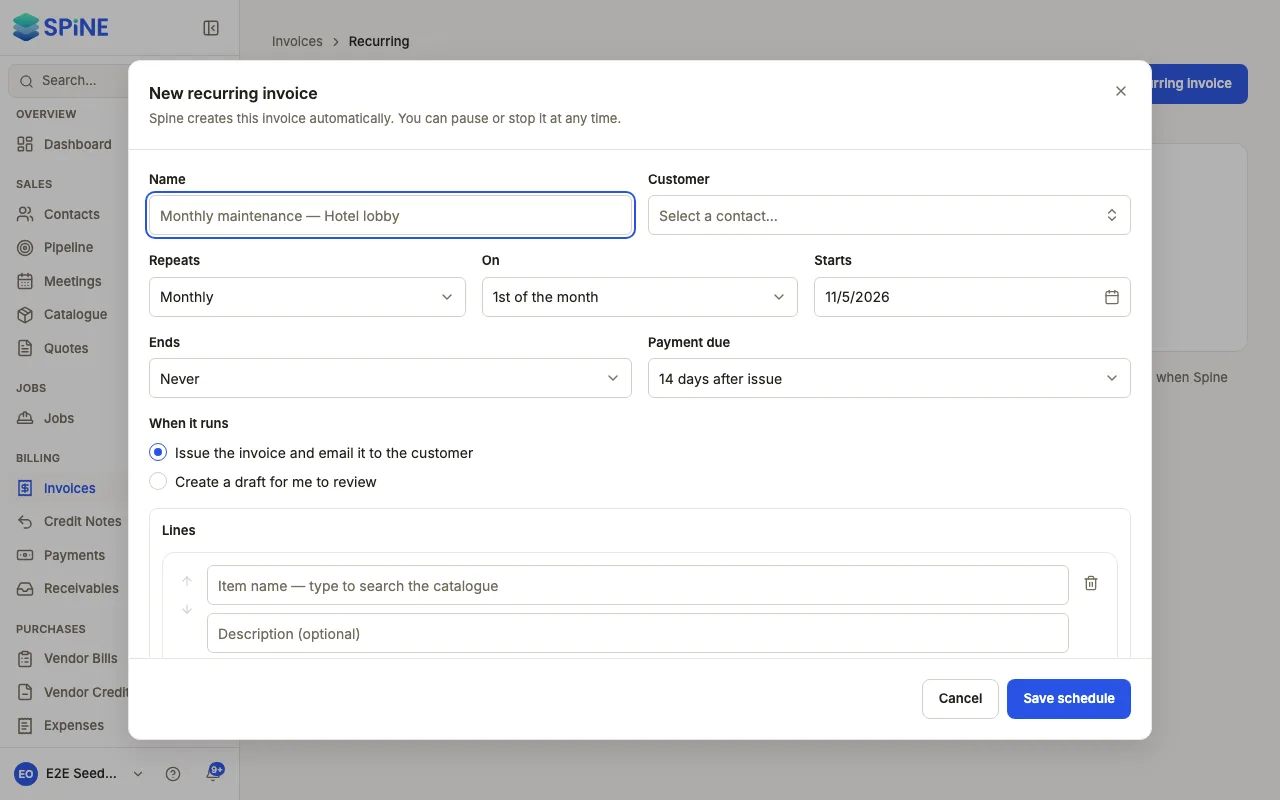 SPiNE
Invoices > Recurring
Search...
rring invoice
New recurring invoice
Spine creates this invoice automatically. You can pause or stop it at any time.
OVERVIEW
Dashboard
SALES
Contacts
Pipeline
Meetings
Catalogue
Quotes
JOBS
Jobs
BILLING
Invoices
Credit Notes
Payments
Receivables
PURCHASES
Vendor Bills
Vendor Credit
Expenses
EO E2E Seed...
9+
Name
Customer
Monthly maintenance — Hotel lobby
Select a contact...
Repeats
On
Starts
Monthly
1st of the month
11/5/2026
Ends
Payment due
Never
14 days after issue
when Spine
When it runs
Issue the invoice and email it to the customer
Create a draft for me to review
Lines
Item name — type to search the catalogue
Description (optional)
Cancel
Save schedule